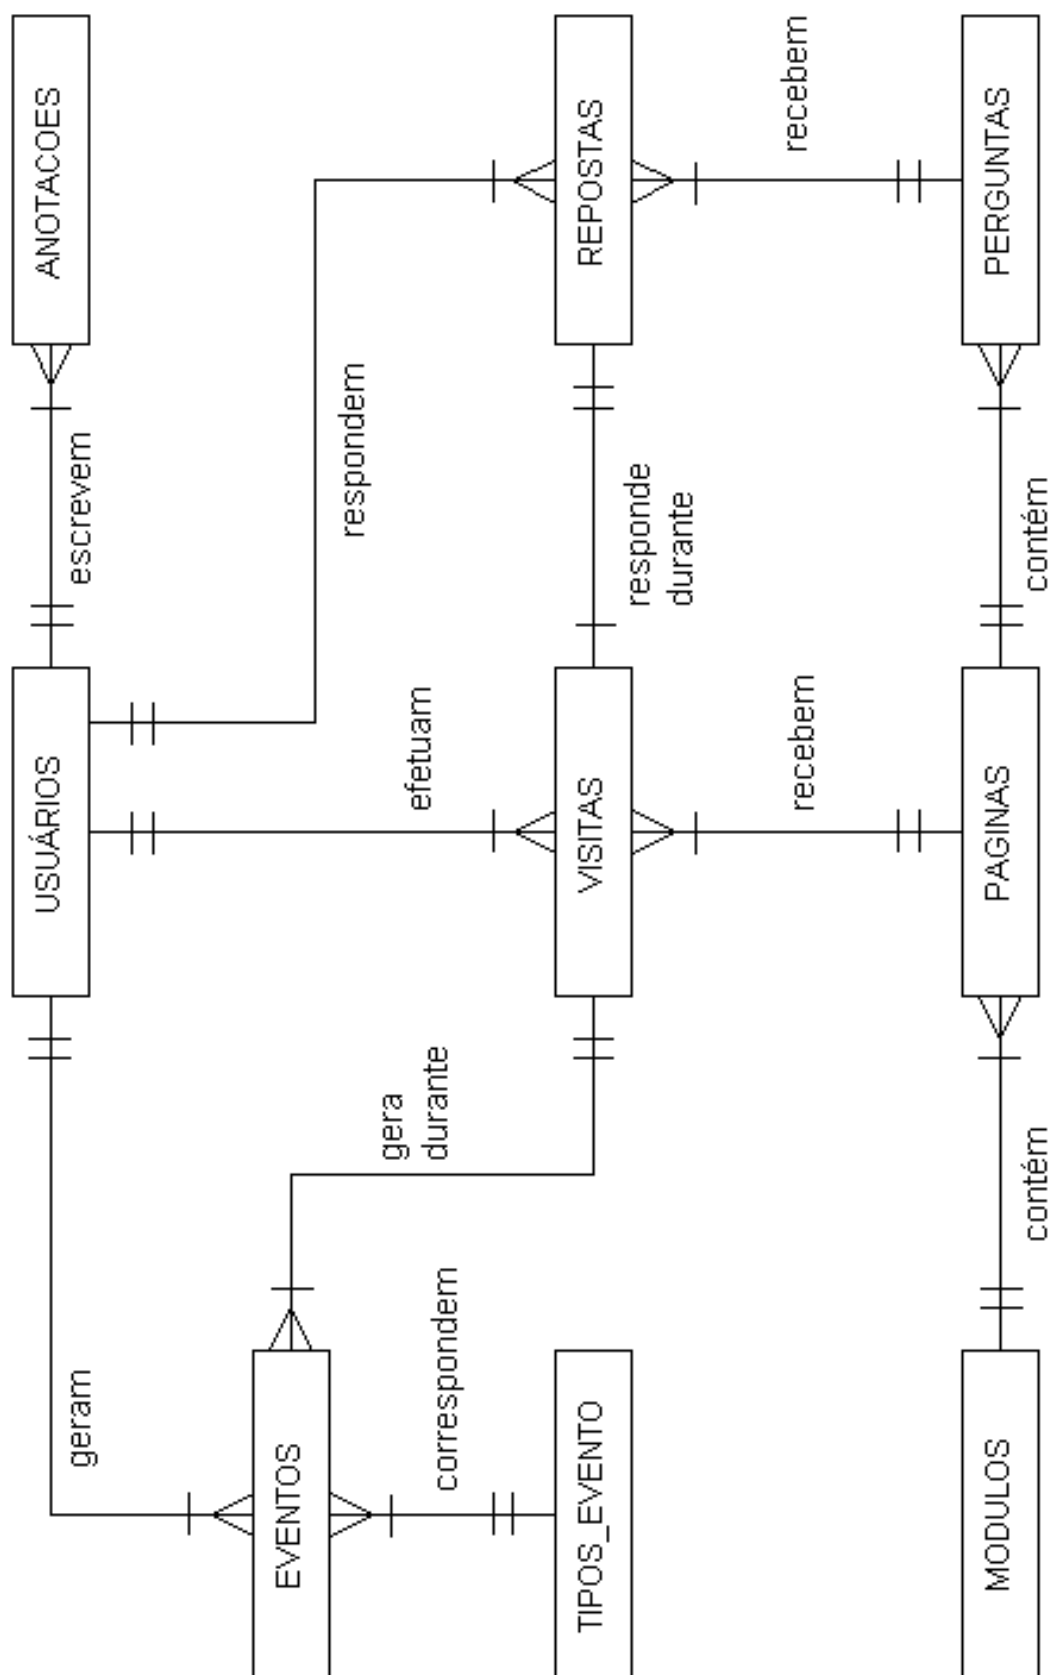 USUÁRIOS
ANOTACOES
geram
escrevem
EVENTOS
respondem
gera
durante
efetuam
correspondem
TIPOS_EVENTO
VISITAS
REPOSTAS
responde
durante
recebem
recebem
MODULOS
PAGINAS
PERGUNTAS
contém
contém